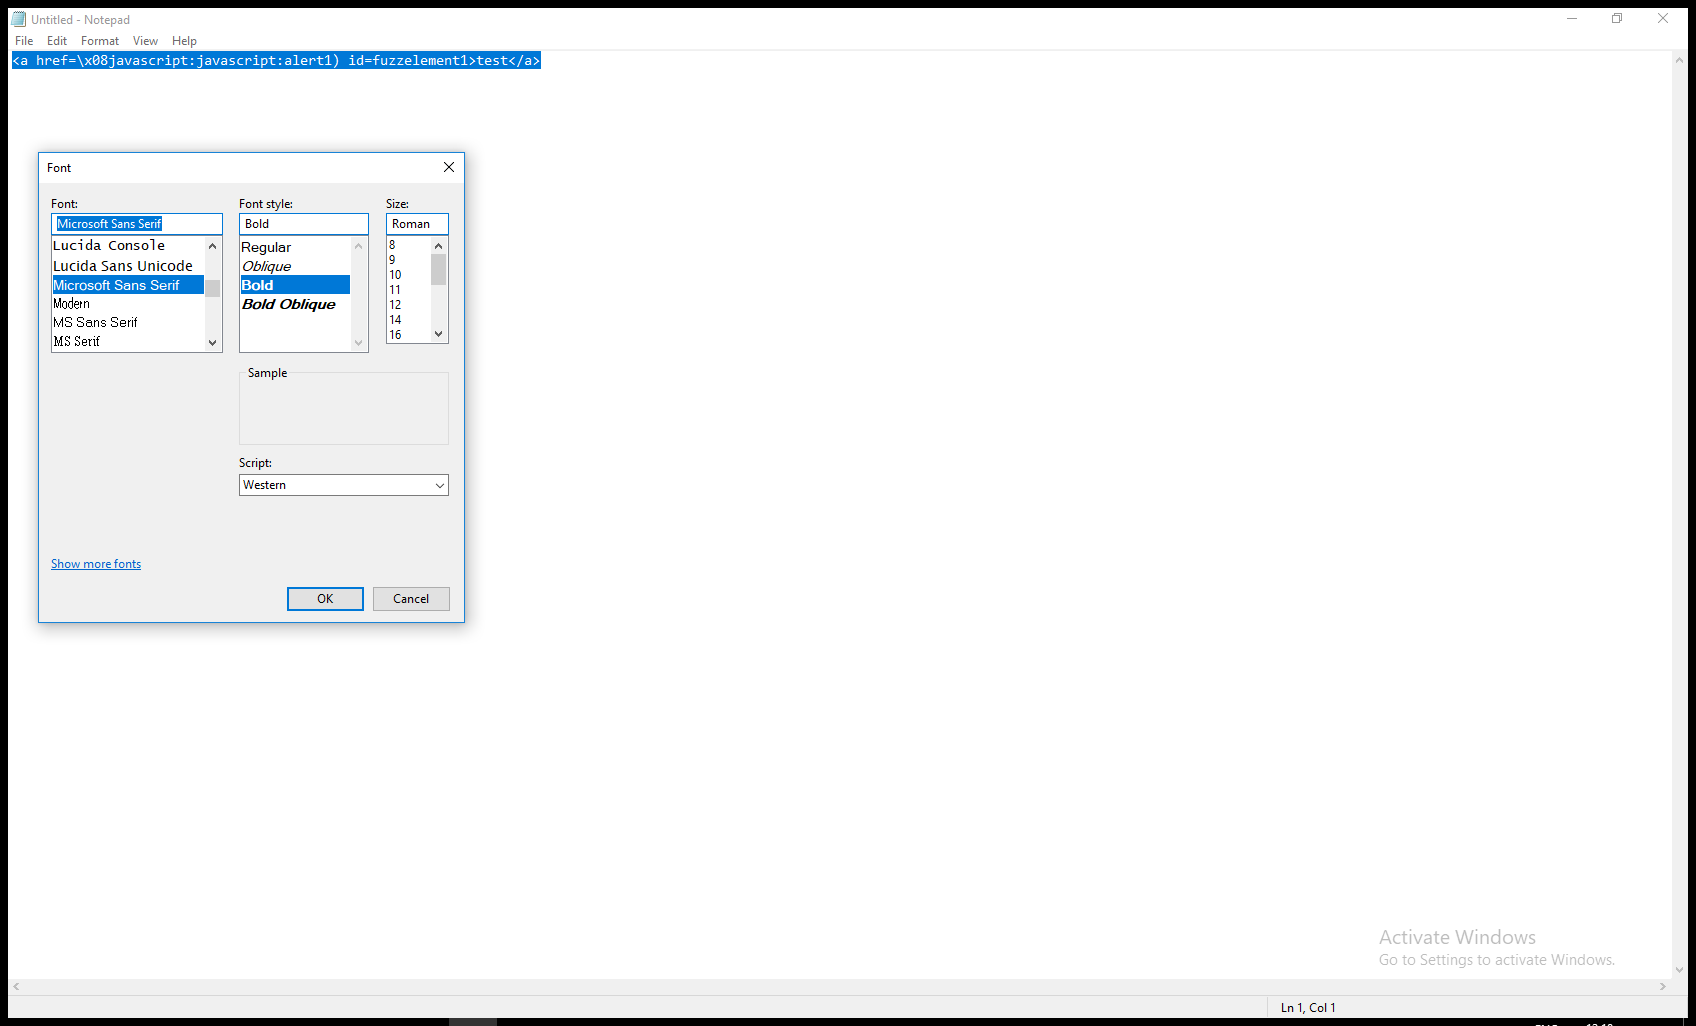 Untitled - Notepad
File Edit Format View Help
<a href=\x08javascript:javascript:alert1) id=fuzzelement1>test</a>
Font
Font: Font style: Size:
Microsoft Sans Serif Bold Roman
Lucida Console Regular 8
Lucida Sans Unicode Oblique 9
Microsoft Sans Serif Bold 10
Modern Bold Oblique 11
MS Sans Serif 12
MS Serif 14
16
Sample
Script:
Western
Show more fonts
OK Cancel
Activate Windows
Go to Settings to activate Windows.
Ln 1, Col 1